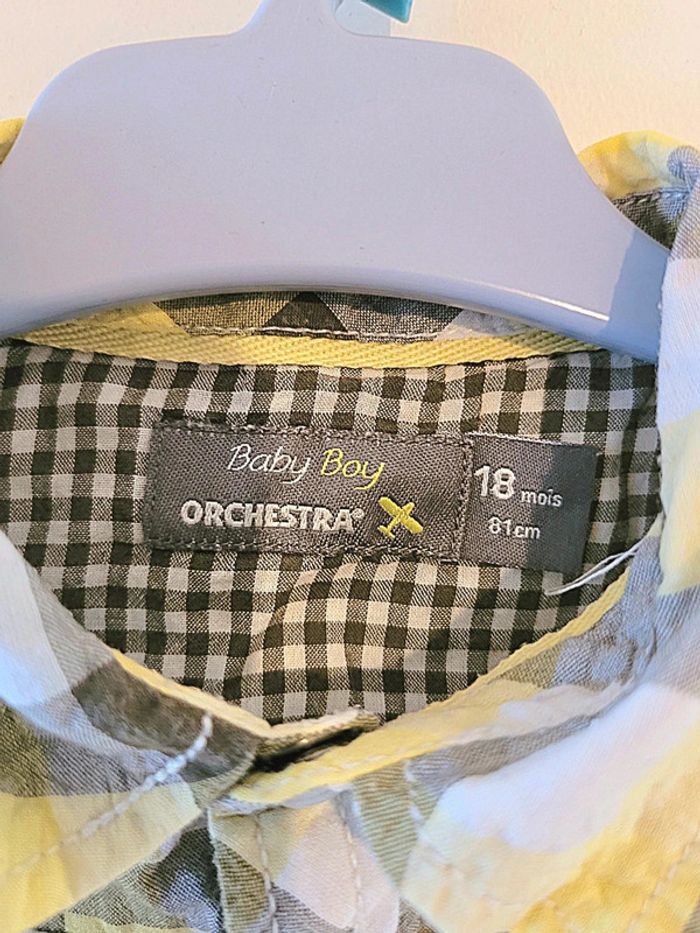 Baby Boy
ORCHESTRA®
18 mois
81cm